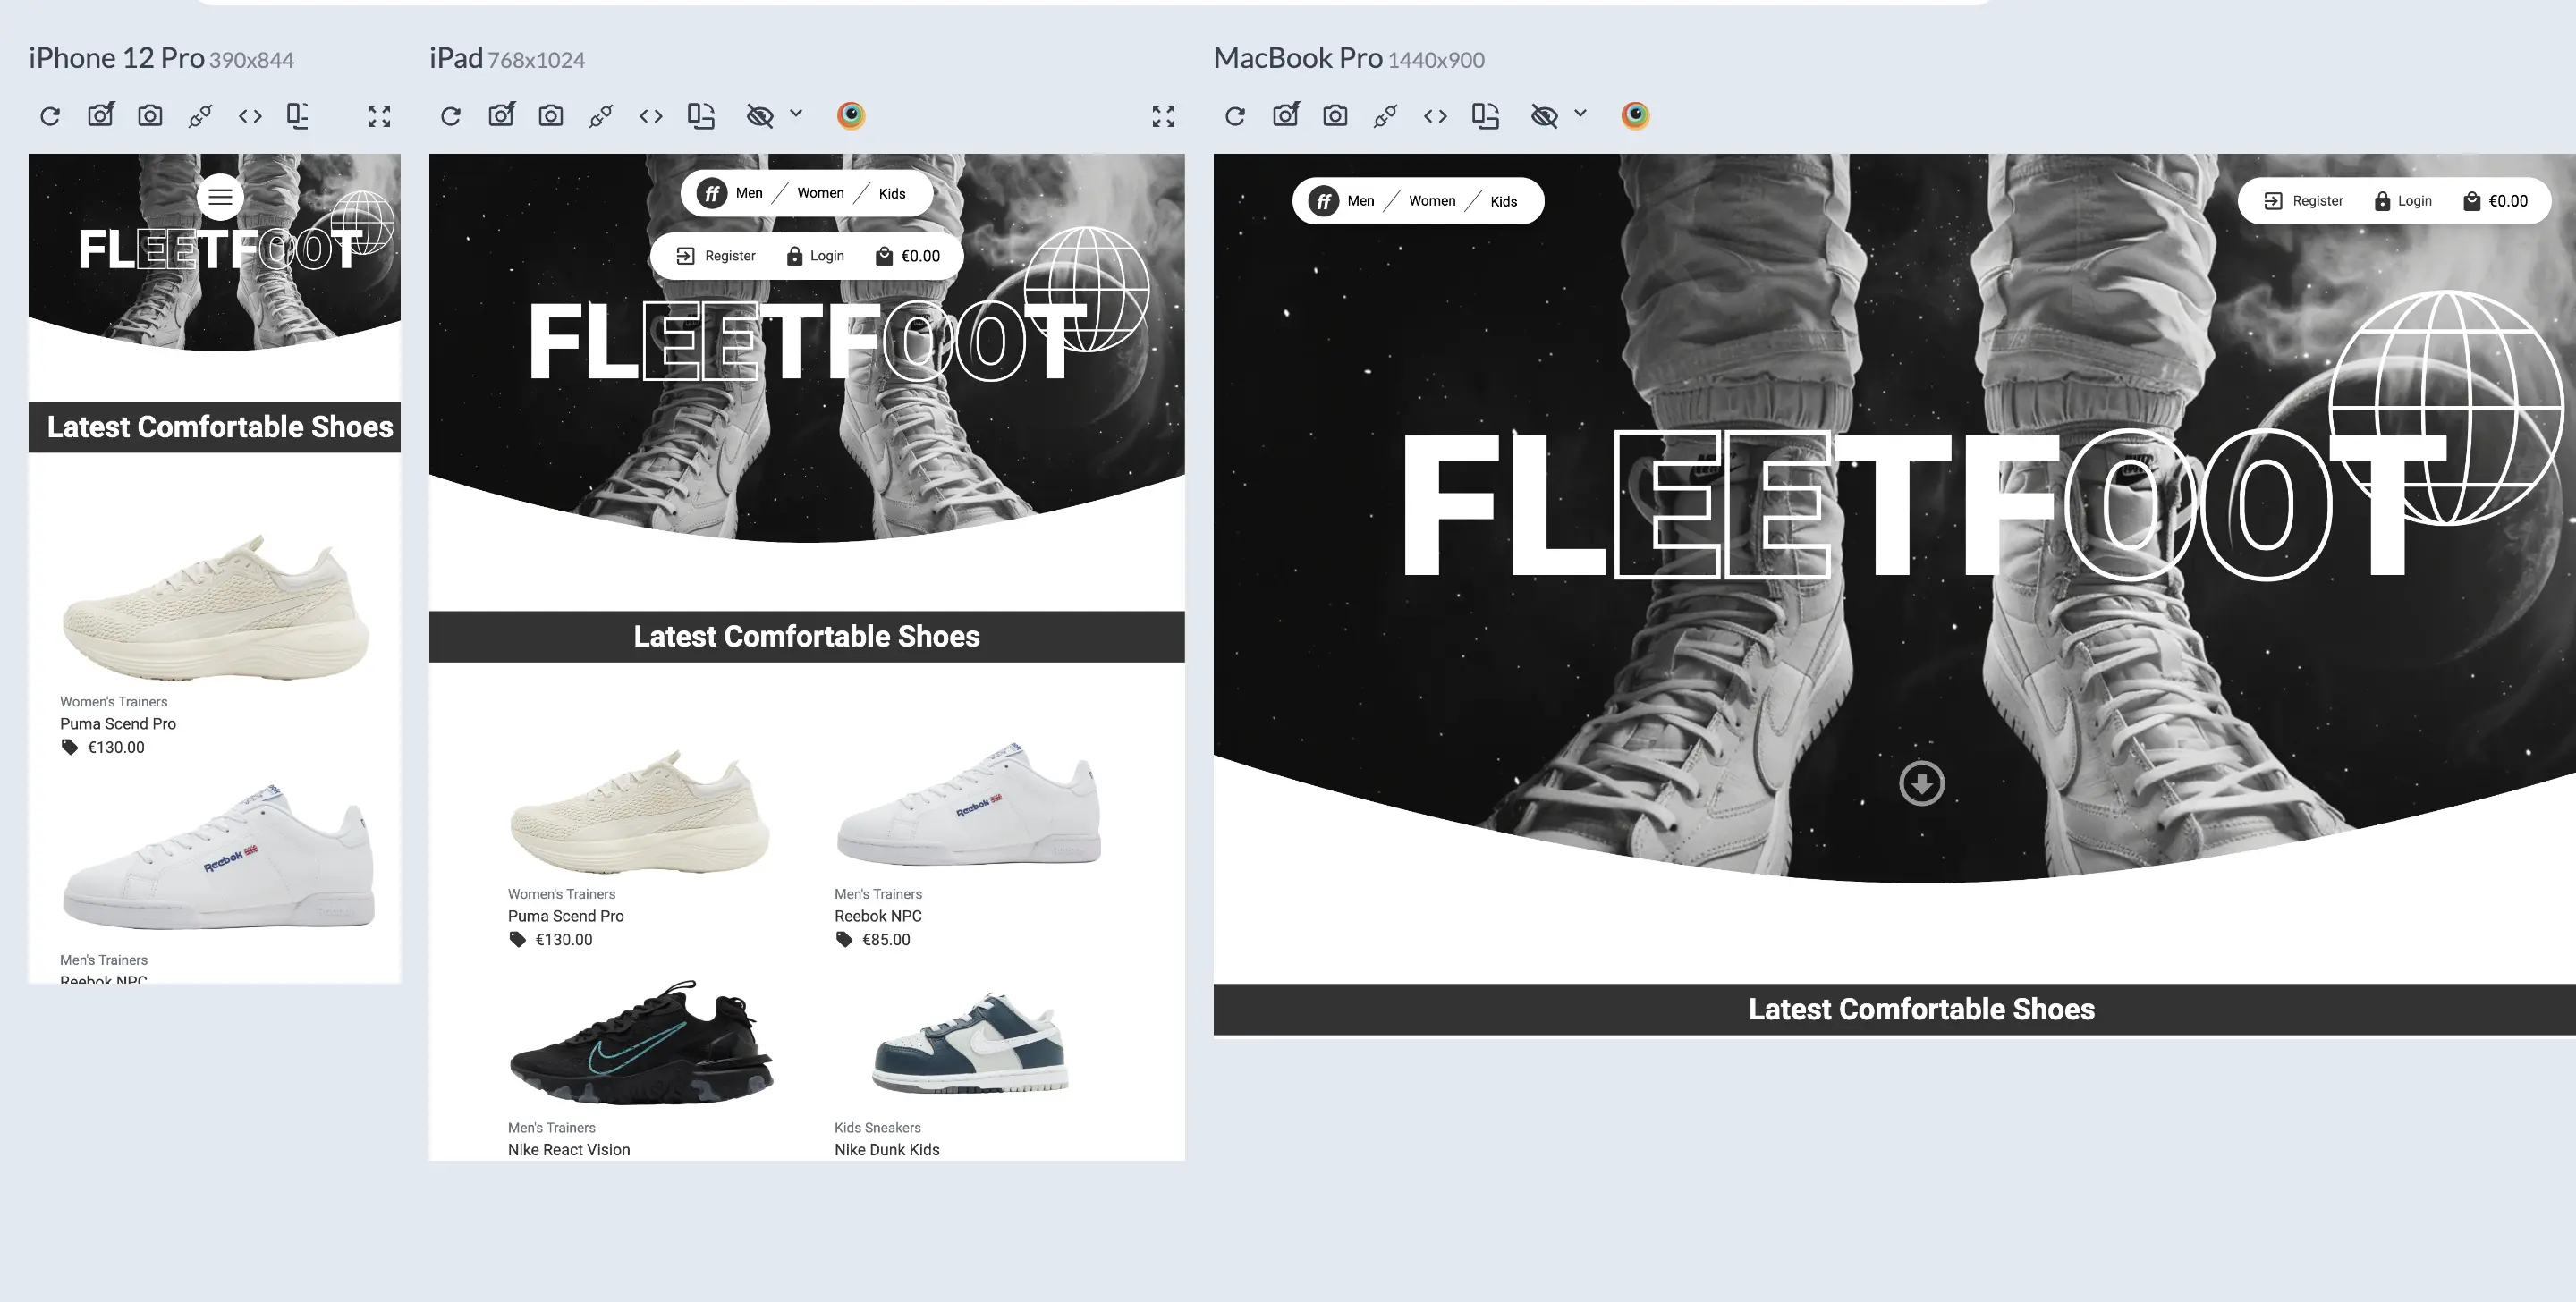 iPhone 12 Pro 390x844
FLEETFOOT
Latest Comfortable Shoes
Women's Trainers
Puma Scend Pro
€130.00
Reebok
Men's Trainers
Reebok NPC
iPad 768x1024
ff Men Women Kids
Register Login €0.00
FLEETFOOT
Latest Comfortable Shoes
Women's Trainers
Puma Scend Pro
€130.00
Reebok
Men's Trainers
Reebok NPC
€85.00
Men's Trainers
Nike React Vision
Kids Sneakers
Nike Dunk Kids
MacBook Pro 1440x900
ff Men Women Kids
Register Login €0.00
FLEETFOOT
Latest Comfortable Shoes